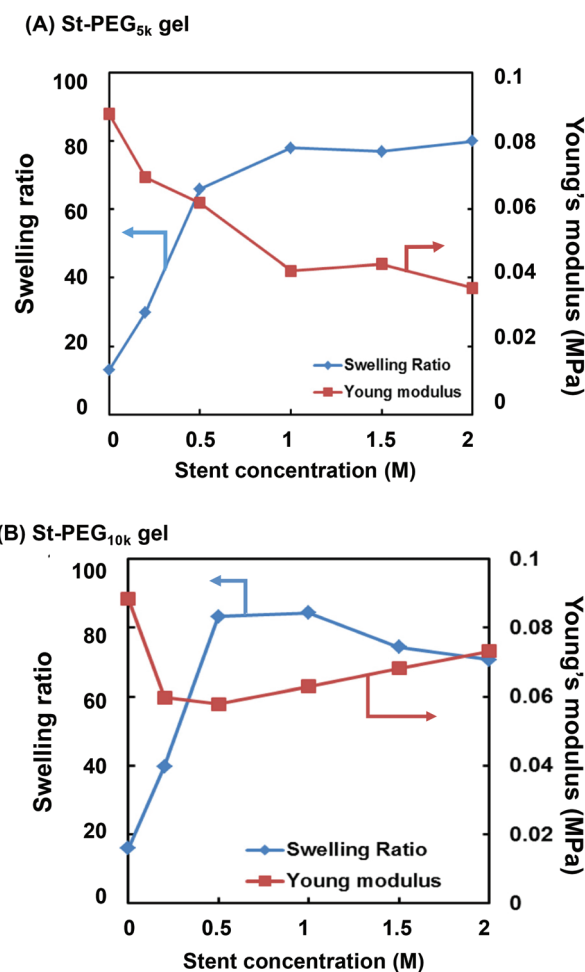 (A) St-PEG5k gel
100
80
60
40
20
0
Swelling ratio
0.1
0.08
0.06
0.04
0.02
0
Young's modulus
(MPa)
Swelling Ratio
Young modulus
0
0.5
1
1.5
2
Stent concentration (M)
(B) St-PEG10k gel
100
80
60
40
20
0
Swelling ratio
0.1
0.08
0.06
0.04
0.02
0
Young's modulus
(MPa)
Swelling Ratio
Young modulus
0
0.5
1
1.5
2
Stent concentration (M)